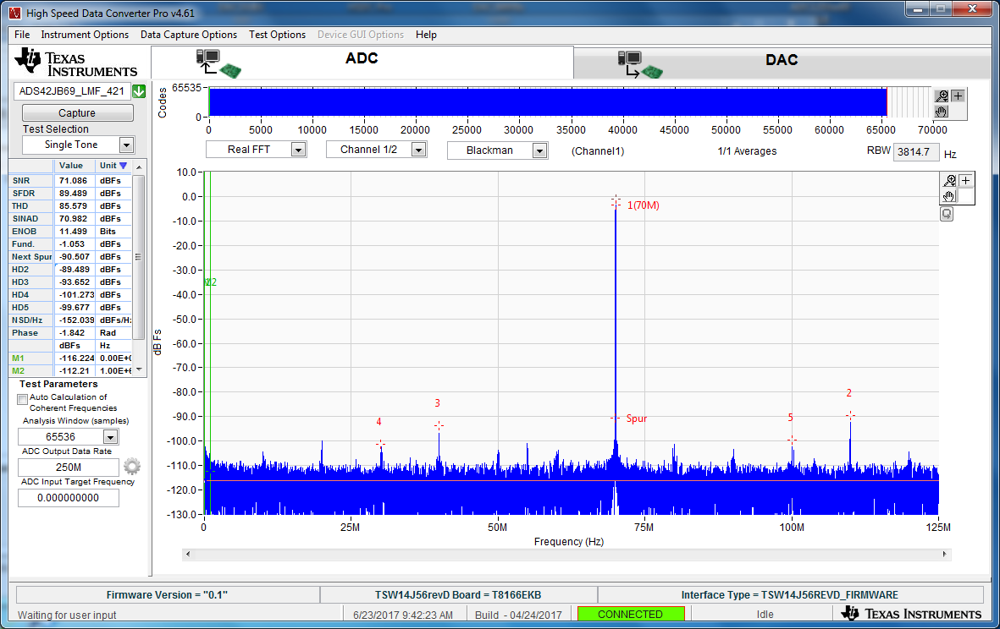 High Speed Data Converter Pro v4.61
File Instrument Options Data Capture Options Test Options Device GUI Options Help
TEXAS INSTRUMENTS
ADC
DAC
ADS42JB69_LMF_421
Capture
Test Selection
Single Tone
Value Unit
SNR 71.086 dBFs
SFDR 89.489 dBFs
THD 85.579 dBFs
SINAD 70.982 dBFs
ENOB 11.499 Bits
Fund. -1.053 dBFs
Next Spur -90.507 dBFs
HD2 -89.489 dBFs
HD3 -93.652 dBFs
HD4 -101.273 dBFs
HD5 -99.677 dBFs
NSD/Hz -152.039 dBFs/Hz
Phase -1.842 Rad
dBFs Hz
M1 -116.224 0.00E+0
M2 -112.21 1.00E+6
Test Parameters
Auto Calculation of
Coherent Frequencies
Analysis Window (samples)
65536
ADC Output Data Rate
250M
ADC Input Target Frequency
0.000000000
Codes
65535
0
0 5000 10000 15000 20000 25000 30000 35000 40000 45000 50000 55000 60000 65000 70000
Real FFT Channel 1/2 Blackman (Channel1) 1/1 Averages RBW 3814.7 Hz
dBFs
10.0
0.0
-10.0
-20.0
-30.0
-40.0
-50.0
-60.0
-70.0
-80.0
-90.0
-100.0
-110.0
-120.0
-130.0
1(70M)
2
3
4
5
Spur
0 25M 50M 75M 100M 125M
Frequency (Hz)
Firmware Version = "0.1" TSW14J56revD Board = T8166EKB Interface Type = TSW14J56REVD_FIRMWARE
Waiting for user input 6/23/2017 9:42:23 AM Build - 04/24/2017 CONNECTED Idle TEXAS INSTRUMENTS